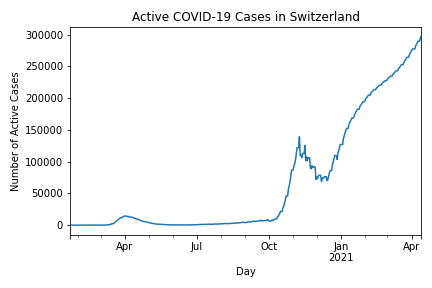 Active COVID-19 Cases in Switzerland
Number of Active Cases
300000
250000
200000
150000
100000
50000
0
Apr
Jul
Oct
Jan
2021
Apr
Day